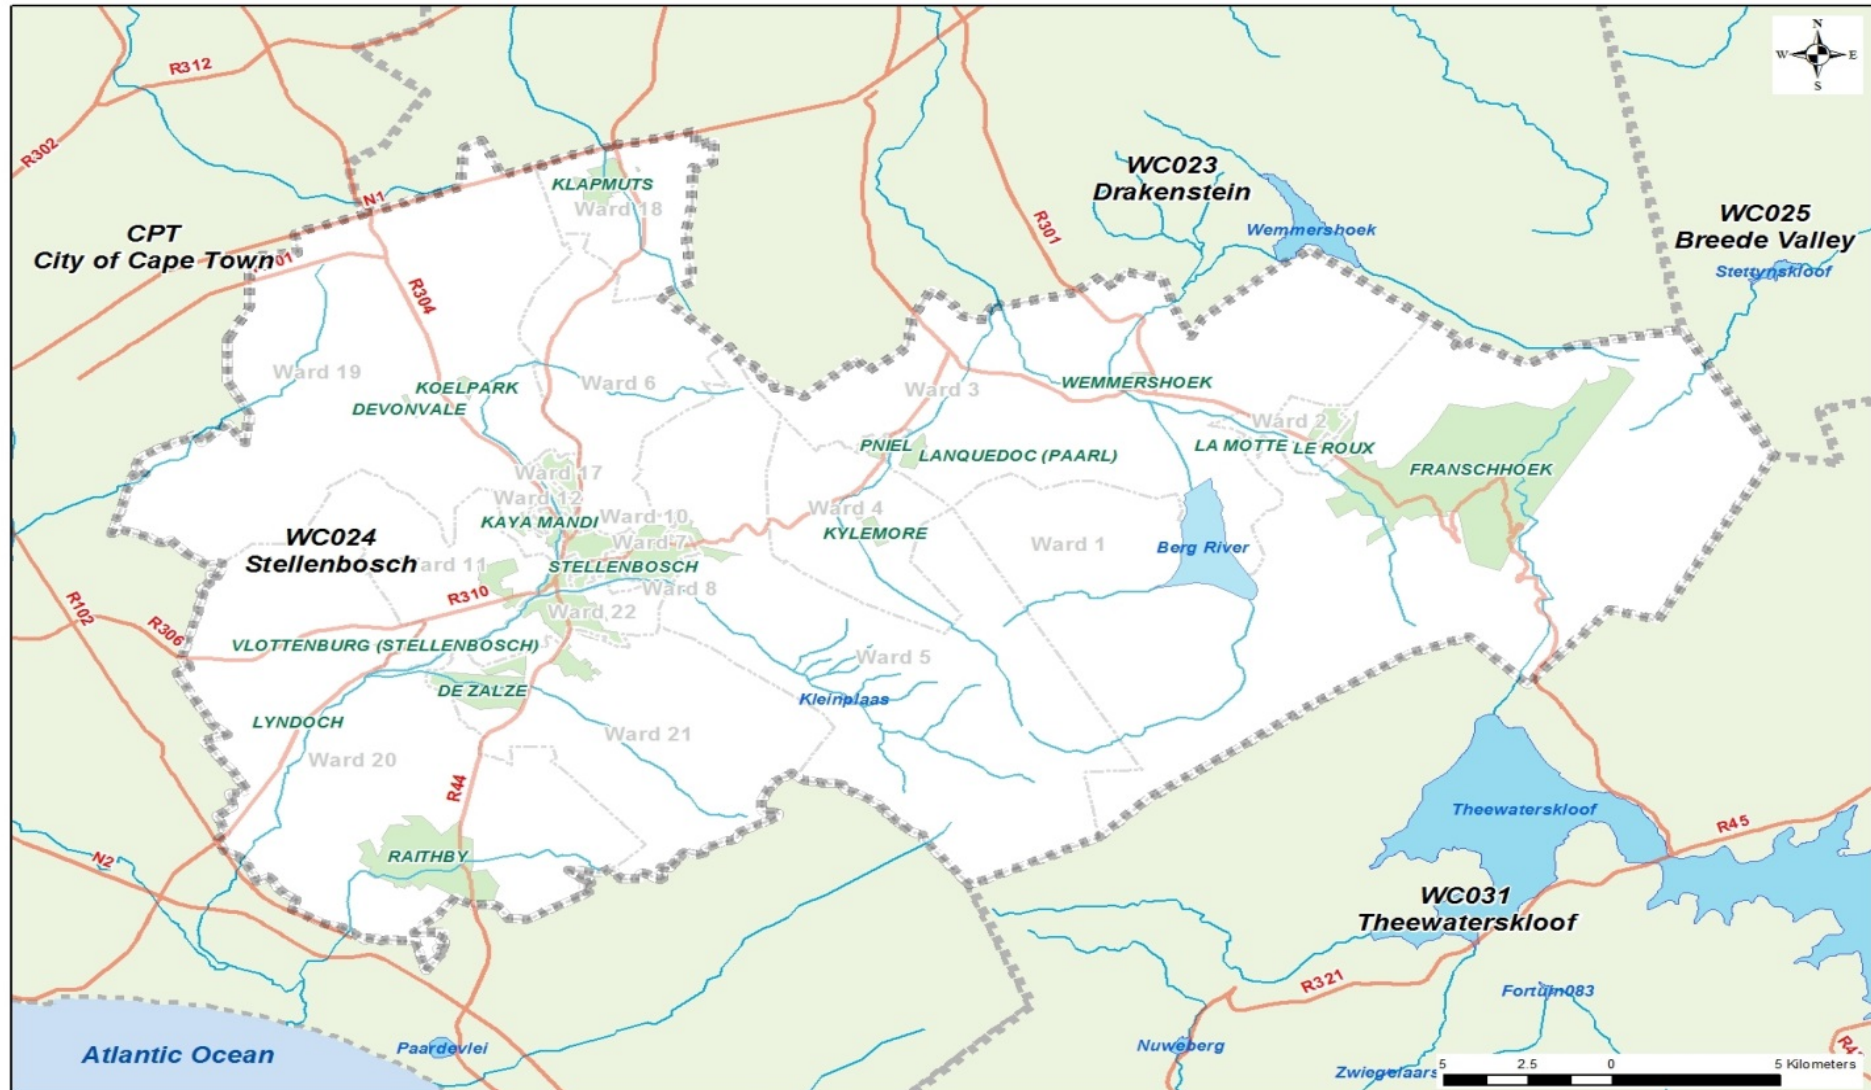 N
W E
S
R312
R302
WC023
Drakenstein
KLAPMUTS
Ward 18
N1
R301
WC025
Breede Valley
CPT
City of Cape Town
Wemmershoek
Stettynskloof
R304
Ward 19
KOELPARK
Ward 6
Ward 3
WEMMERSHOEK
DEVONVALE
Ward 2
PNIEL
LANQUEDOC (PAARL)
LA MOTTE
LE ROUX
FRANSCHHOEK
Ward 17
Ward 12
Ward 4
KAYA MANDI
Ward 10
KYLEMORE
WC024
Stellenbosch
Ward 7
Ward 1
Berg River
Ward 11
STELLENBOSCH
R310
Ward 8
R102
R306
Ward 22
VLOTTENBURG (STELLENBOSCH)
Ward 5
DE ZALZE
Kleinplaas
LYNDOCH
Ward 21
Ward 20
R44
Theewaterskloof
R45
RAITHBY
N2
WC031
Theewaterskloof
R321
Fortuin083
Atlantic Ocean
Paardevlei
Nuweberg
Zwiegelaars
5 2.5 0 5 Kilometers